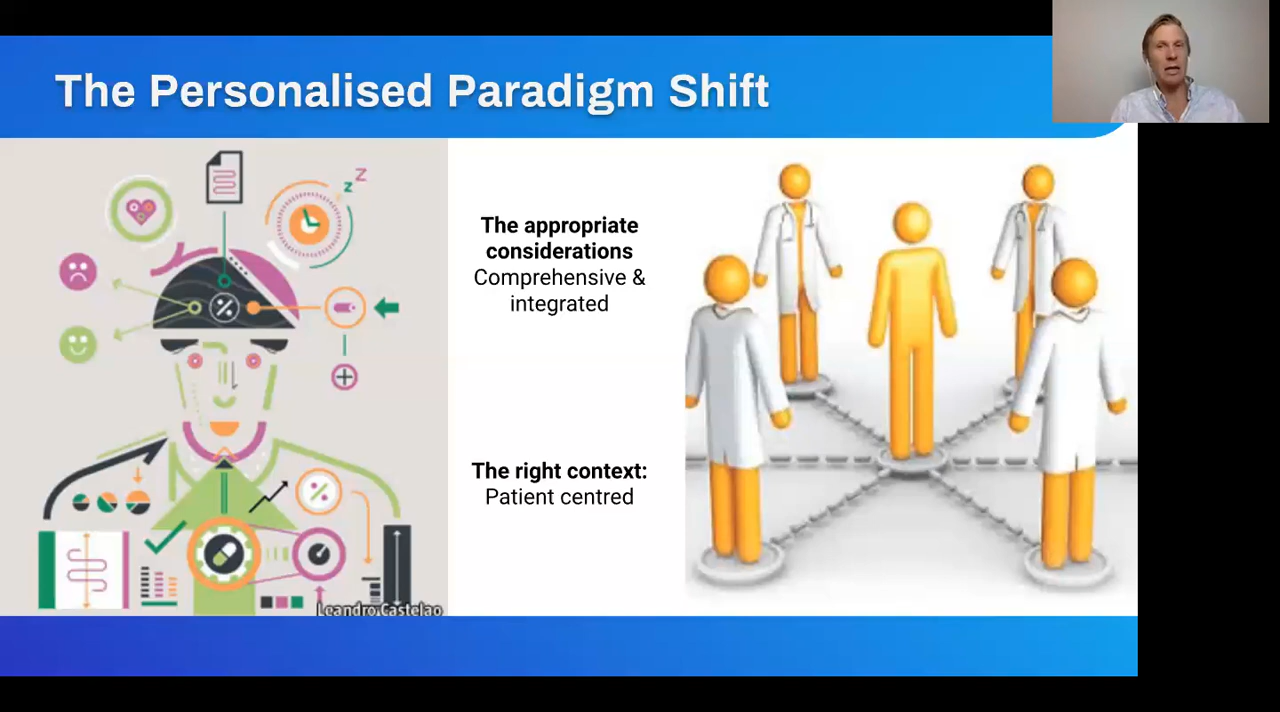 The Personalised Paradigm Shift
z Z
The appropriate
considerations
Comprehensive &
integrated
The right context:
Patient centred
Leandro Castelao